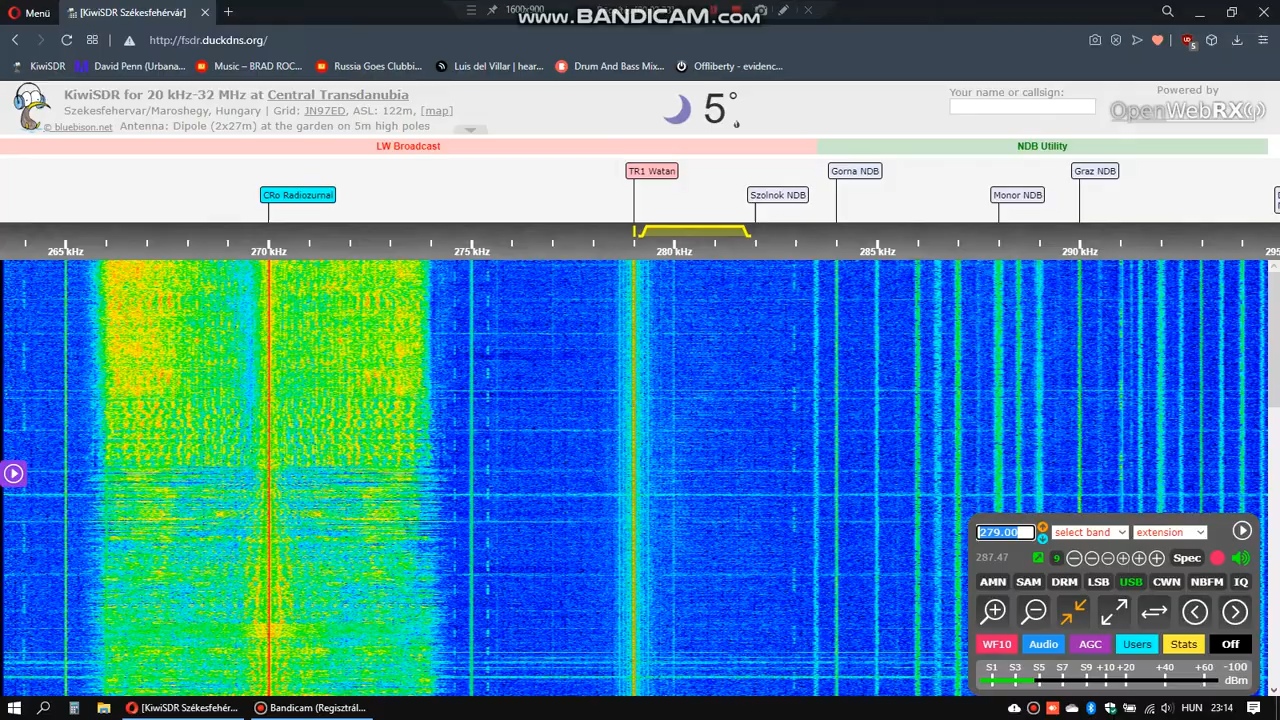 Menü
[KiwiSDR Székesfehérvár]
1600x900
www.BANDICAM.com
http://fsdr.duckdns.org/
5
KiwiSDR
David Penn (Urbana...
Music – BRAD ROC...
Russia Goes Clubbi...
Luis del Villar | hear...
Drum And Bass Mix...
Offliberty - evidenc...
KiwiSDR for 20 kHz-32 MHz at Central Transdanubia
Szekesfehervar/Maroshegy, Hungary | Grid: JN97ED, ASL: 122m, [map]
© bluebison.net
Antenna: Dipole (2x27m) at the garden on 5m high poles
5°
Your name or callsign:
Powered by
OpenWebRX
LW Broadcast
NDB Utility
TR1 Watan
Gorna NDB
Graz NDB
CRo Radiozurnal
Szolnok NDB
Monor NDB
265 kHz
270 kHz
275 kHz
280 kHz
285 kHz
290 kHz
295
279.00
select band
extension
287.47
9
Spec
AMN
SAM
DRM
LSB
USB
CWN
NBFM
IQ
WF10
Audio
AGC
Users
Stats
Off
S1 S3 S5 S7 S9 +10 +20 +40 +60 -100
dBm
[KiwiSDR Székesfehér...
Bandicam (Regisztrál...
HUN
23:14